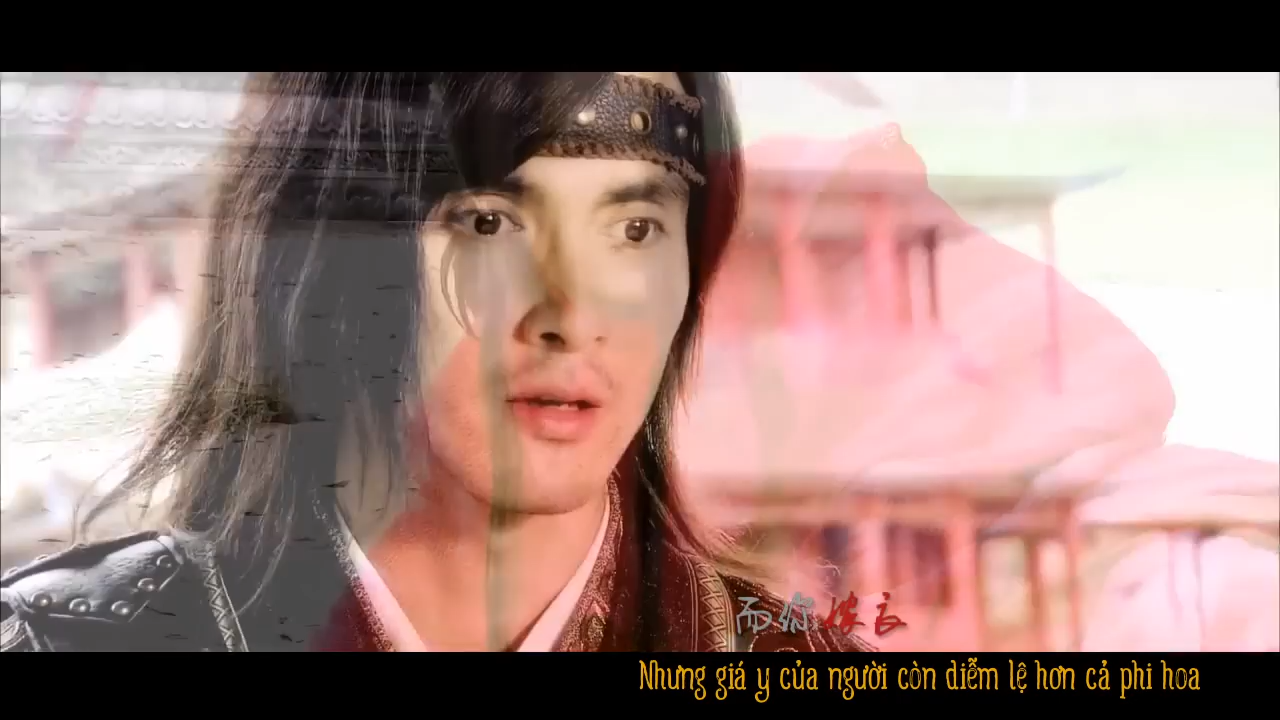 而你嫁衣
Nhưng giá y của người còn diễm lệ hơn cả phi hoa